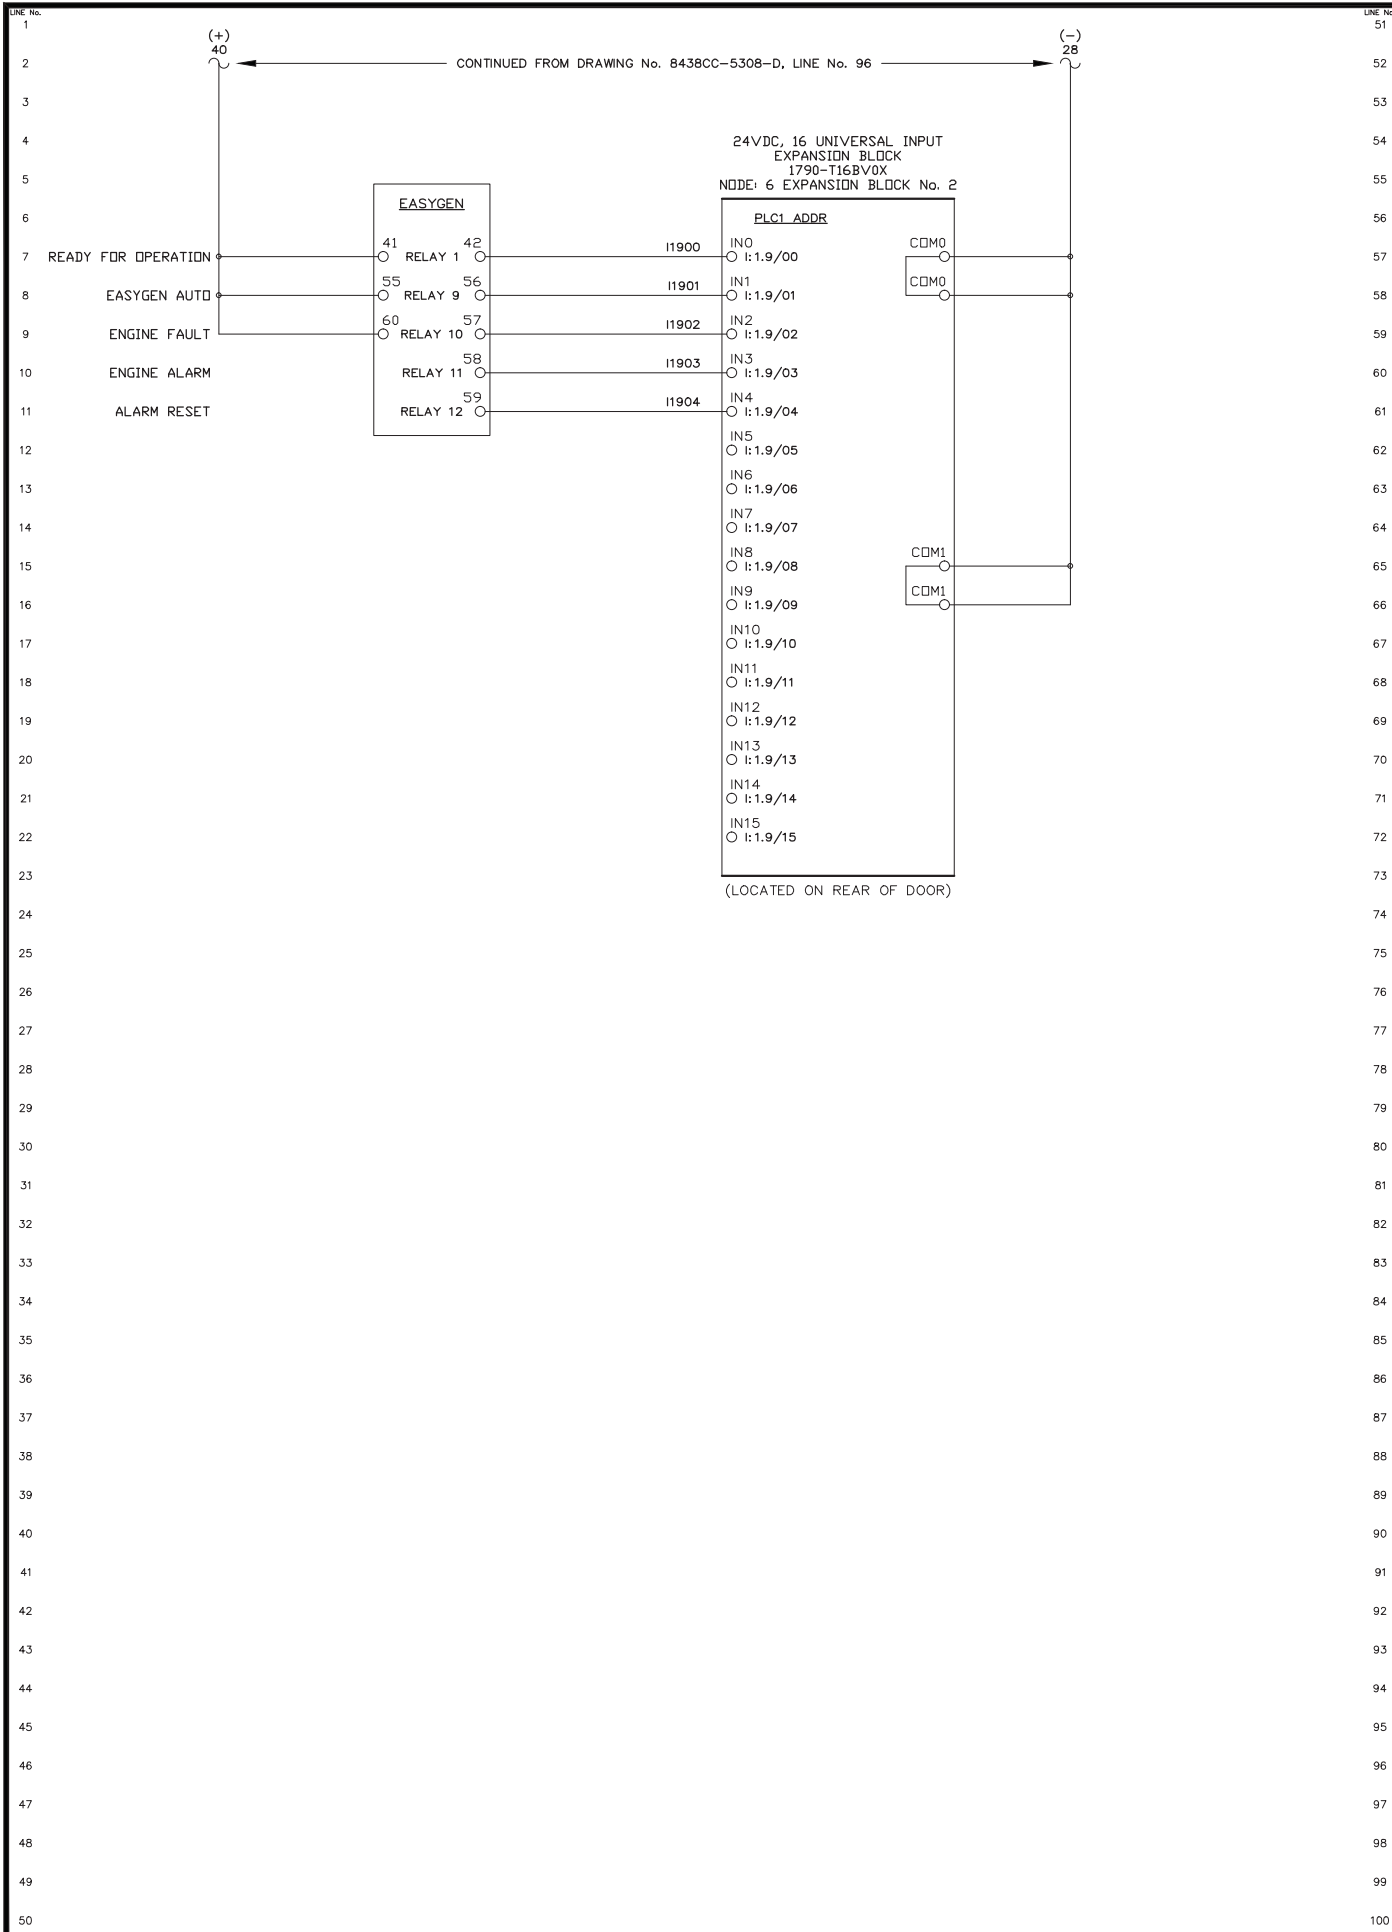 LINE No.
LINE No
1
51
(+)
(-)
40
28
2
CONTINUED FROM DRAWING No. 8438CC-5308-D, LINE No. 96
52
3
53
4
24VDC, 16 UNIVERSAL INPUT
54
EXPANSION BLOCK
1790-T16BV0X
5
NODE: 6 EXPANSION BLOCK No. 2
55
EASYGEN
6
PLC1 ADDR
56
41
42
I1900
IN0
COM0
7
READY FOR OPERATION
RELAY 1
I:1.9/00
57
55
56
I1901
IN1
COM0
8
EASYGEN AUTO
RELAY 9
I:1.9/01
58
60
57
I1902
IN2
9
ENGINE FAULT
RELAY 10
I:1.9/02
59
58
I1903
IN3
10
ENGINE ALARM
RELAY 11
I:1.9/03
60
59
I1904
IN4
11
ALARM RESET
RELAY 12
I:1.9/04
61
IN5
12
I:1.9/05
62
IN6
13
I:1.9/06
63
IN7
14
I:1.9/07
64
IN8
COM1
15
I:1.9/08
65
IN9
COM1
16
I:1.9/09
66
IN10
17
I:1.9/10
67
IN11
18
I:1.9/11
68
IN12
19
I:1.9/12
69
IN13
20
I:1.9/13
70
IN14
21
I:1.9/14
71
IN15
22
I:1.9/15
72
23
73
(LOCATED ON REAR OF DOOR)
24
74
25
75
26
76
27
77
28
78
29
79
30
80
31
81
32
82
33
83
34
84
35
85
36
86
37
87
38
88
39
89
40
90
41
91
42
92
43
93
44
94
45
95
46
96
47
97
48
98
49
99
50
100